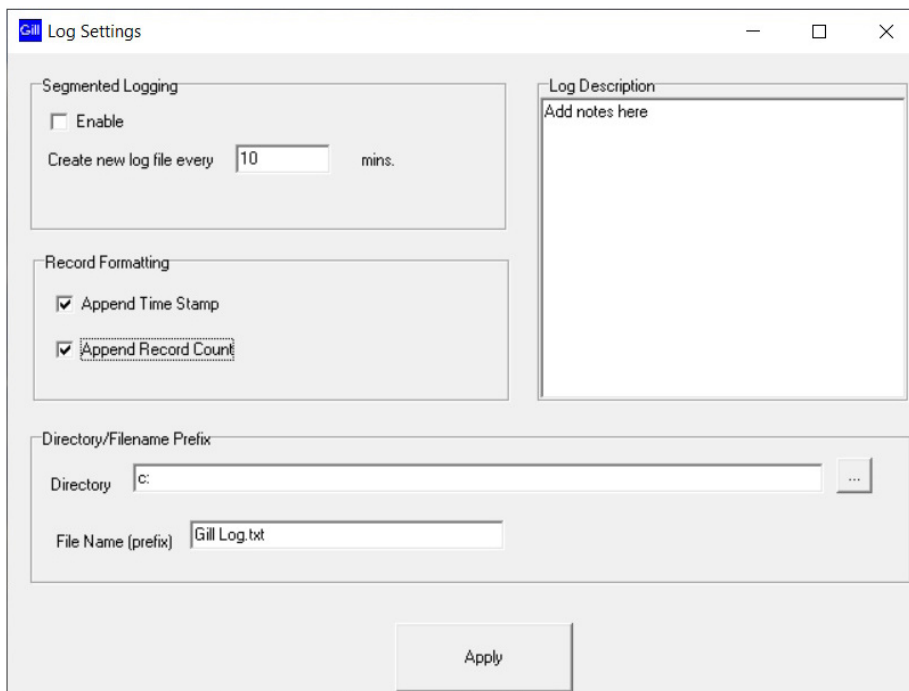 Gill Log Settings
Segmented Logging
Enable
Create new log file every 10 mins.
Record Formatting
Append Time Stamp
Append Record Count
Log Description
Add notes here
Directory/Filename Prefix
Directory c: ...
File Name (prefix) Gill Log.txt
Apply